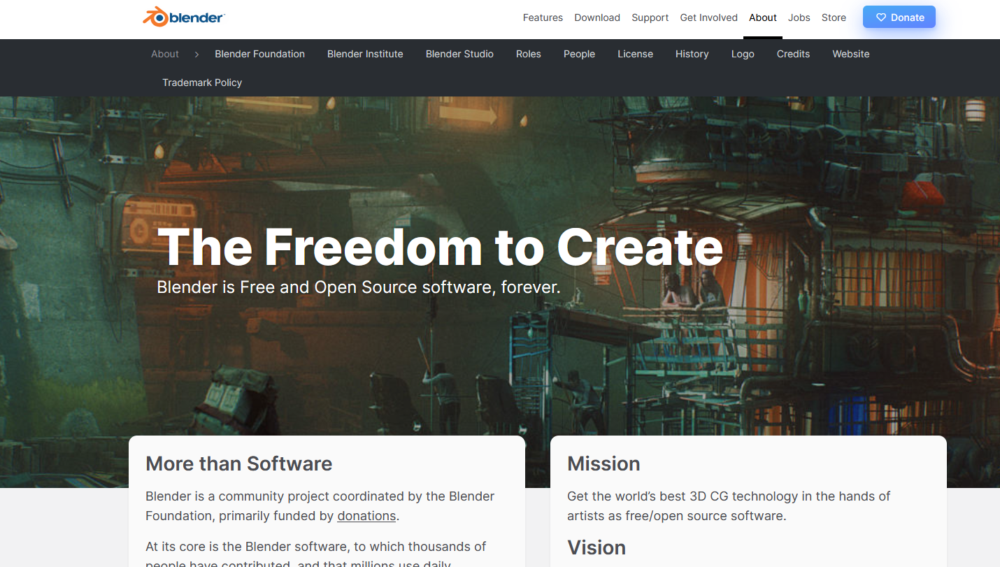 blender
Features Download Support Get Involved About Jobs Store Donate
About > Blender Foundation Blender Institute Blender Studio Roles People License History Logo Credits Website
Trademark Policy
The Freedom to Create
Blender is Free and Open Source software, forever.
More than Software
Blender is a community project coordinated by the Blender
Foundation, primarily funded by donations.
At its core is the Blender software, to which thousands of
people have contributed, and that millions use daily.
Mission
Get the world’s best 3D CG technology in the hands of
artists as free/open source software.
Vision